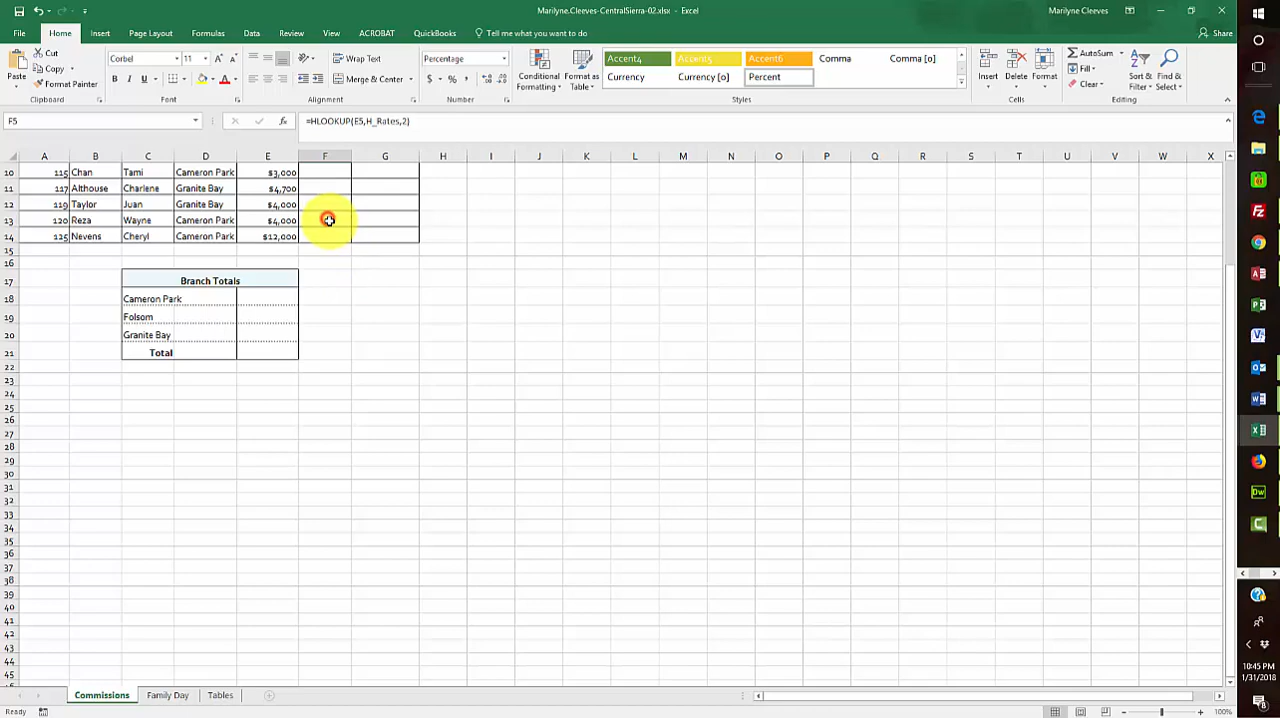 Marilyne.Cleeves-CentralSierra-02.xlsx - Excel
Marilyne Cleeves
File Home Insert Page Layout Formulas Data Review View ACROBAT QuickBooks Tell me what you want to do
Share
Paste
Cut
Copy
Format Painter
Clipboard
Corbel 11
B I U
Font
Wrap Text
Merge & Center
Alignment
Percentage
$ % ,
Number
Conditional Formatting
Format as Table
Accent4 Accent5 Accent6 Comma Comma [0]
Currency Currency [0] Percent
Styles
Insert Delete Format
Cells
AutoSum
Fill
Clear
Sort & Filter
Find & Select
Editing
F5 fx =HLOOKUP(E5,H_Rates,2)
A B C D E F G H I J K L M N O P Q R S T U V W X
10 115 Chan Tami Cameron Park $3,000
11 117 Althouse Charlene Granite Bay $4,700
12 119 Taylor Juan Granite Bay $4,000
13 120 Reza Wayne Cameron Park $4,000
14 125 Nevens Cheryl Cameron Park $12,000
15
16
17 Branch Totals
18 Cameron Park
19 Folsom
20 Granite Bay
21 Total
22
23
24
25
26
27
28
29
30
31
32
33
34
35
36
37
38
39
40
41
42
43
44
45
Commissions Family Day Tables
Ready
100%
10:45 PM
1/31/2018